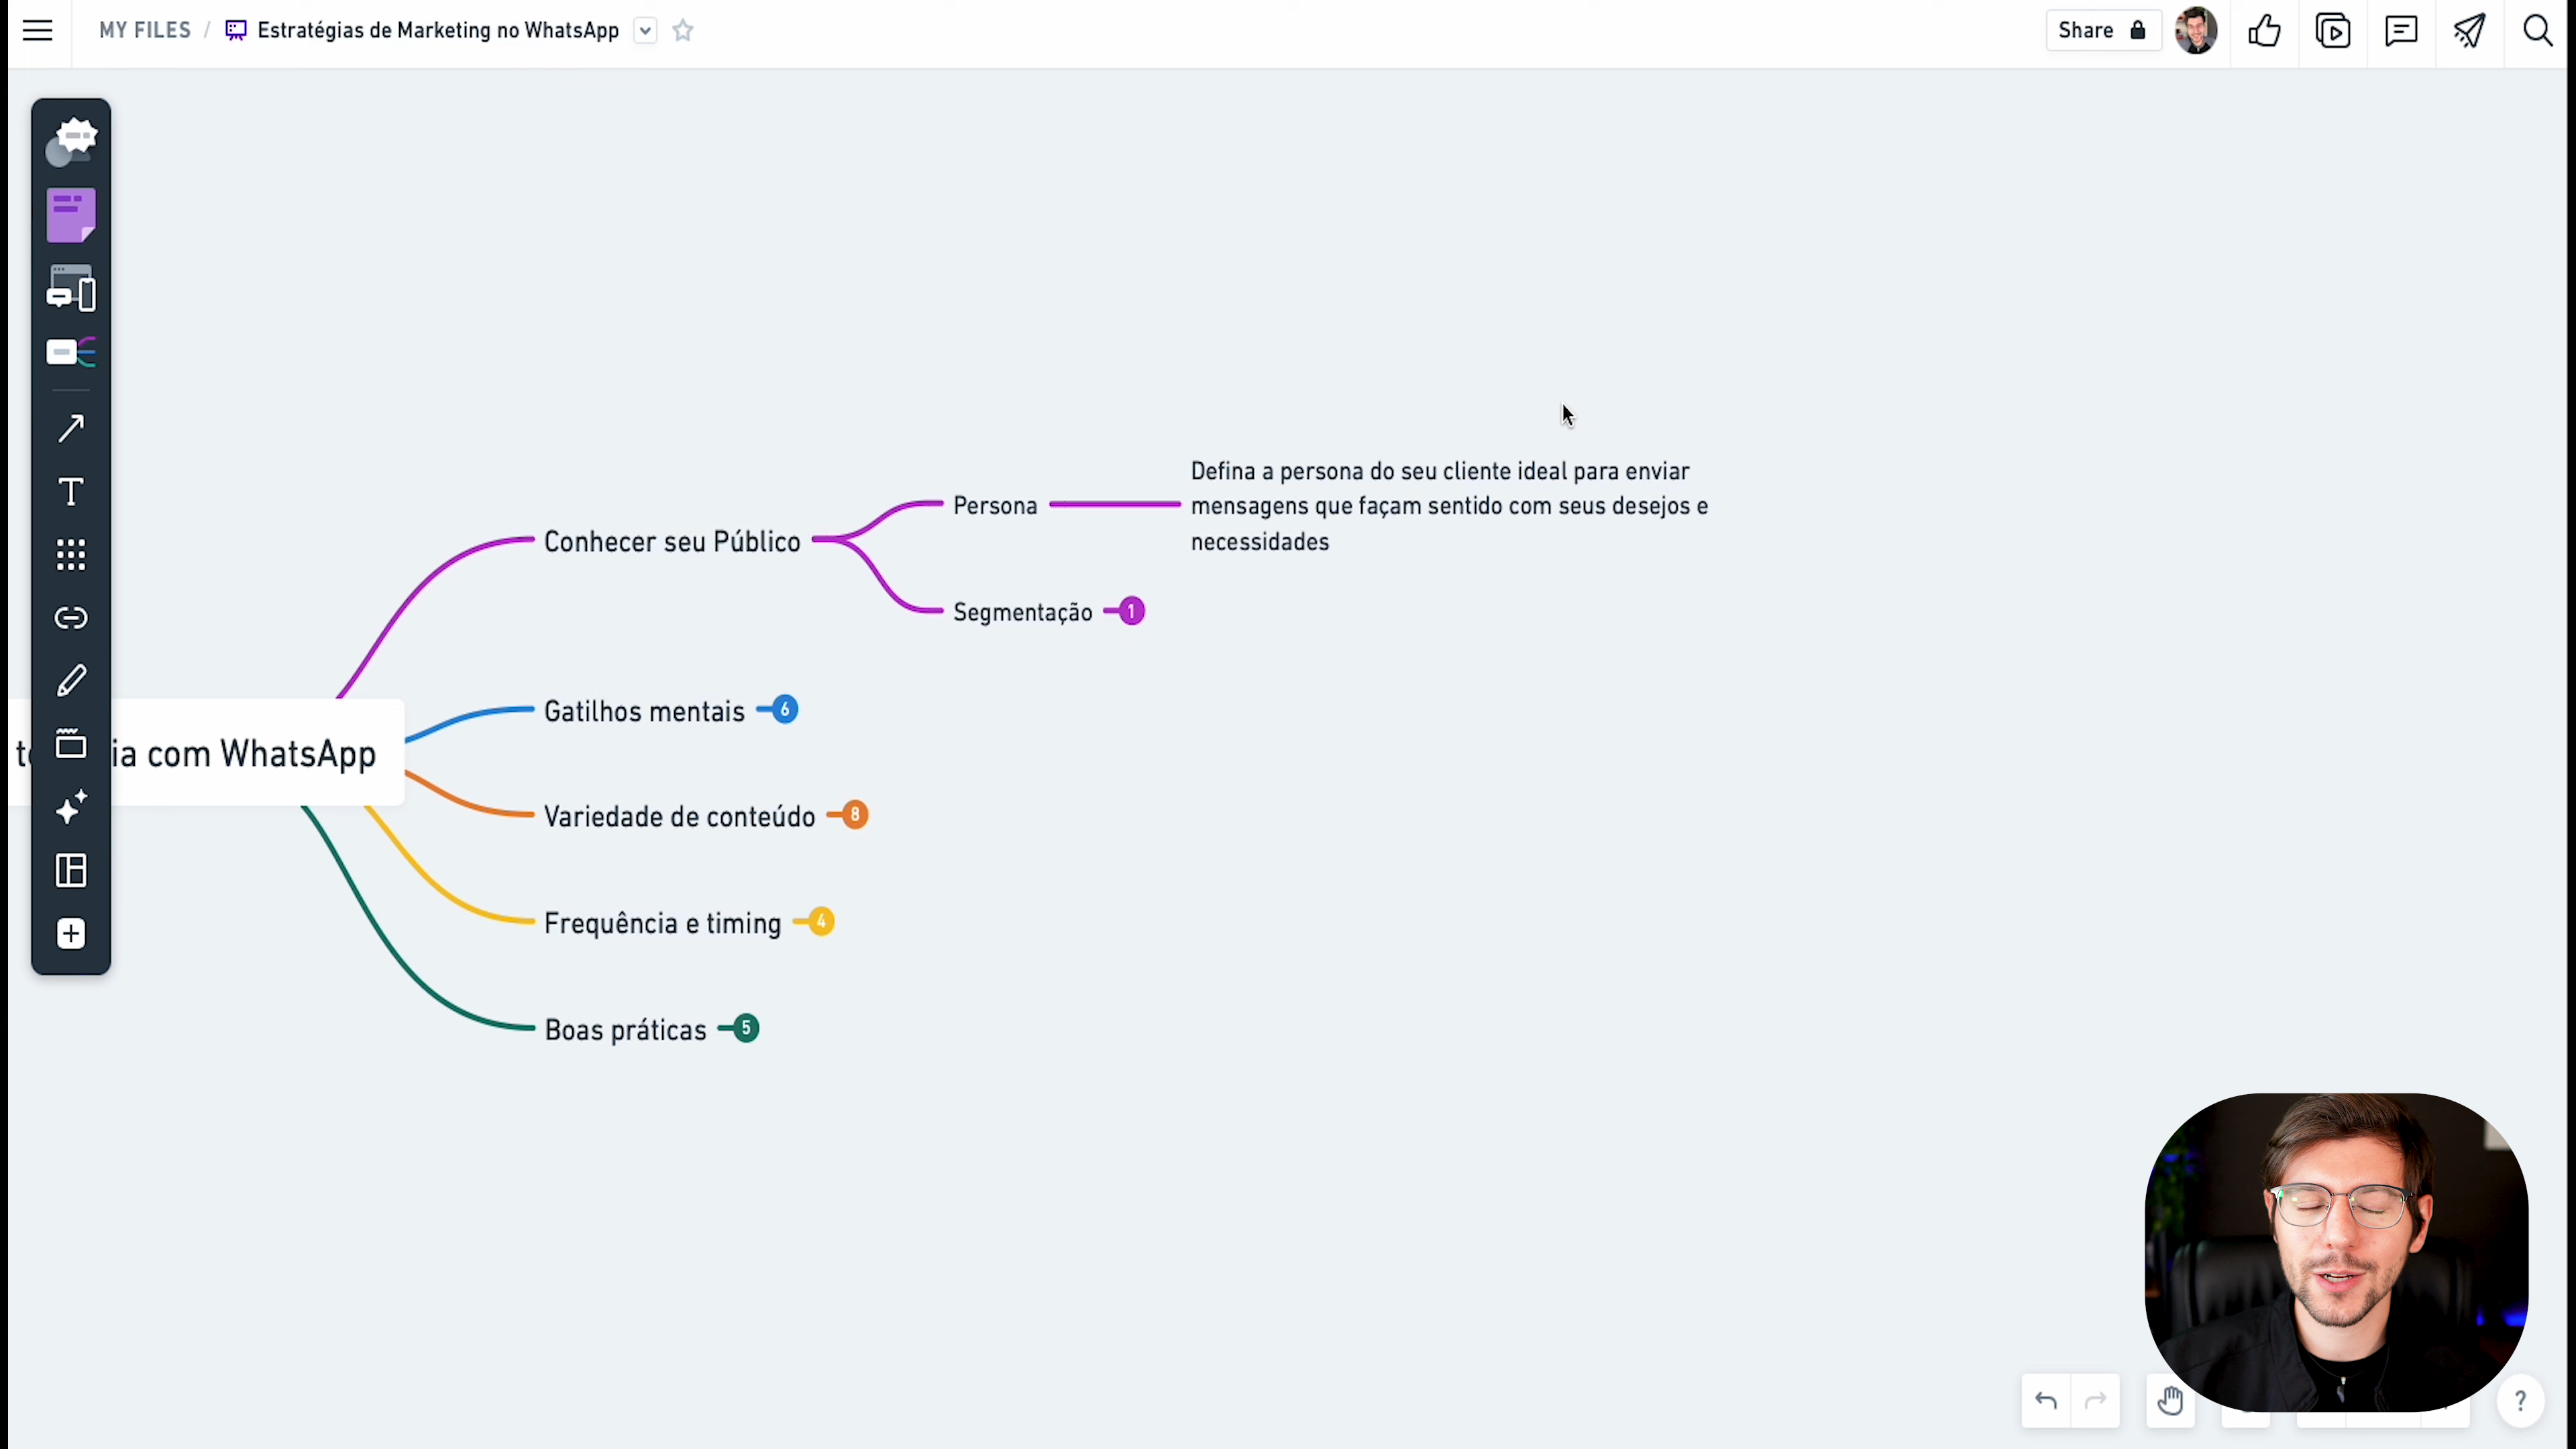 MY FILES / Estratégias de Marketing no WhatsApp
Share
Defina a persona do seu cliente ideal para enviar
mensagens que façam sentido com seus desejos e
necessidades
Persona
Conhecer seu Público
Segmentação 1
Gatilhos mentais 6
com WhatsApp
Variedade de conteúdo 8
Frequência e timing 4
Boas práticas 5
?